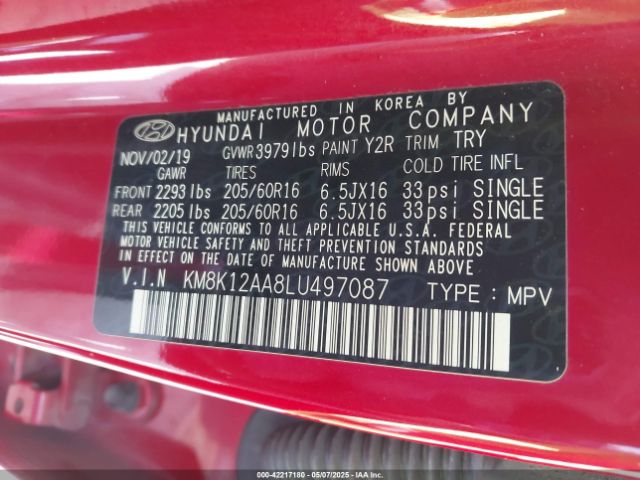 MANUFACTURED IN KOREA BY
HYUNDAI MOTOR COMPANY
NOV/02/19 GVWR 3979lbs PAINT Y2R TRIM TRY
GAWR TIRES RIMS COLD TIRE INFL
FRONT 2293lbs 205/60R16 6.5JX16 33psi SINGLE
REAR 2205lbs 205/60R16 6.5JX16 33psi SINGLE
THIS VEHICLE CONFORMS TO ALL APPLICABLE U.S.A. FEDERAL
MOTOR VEHICLE SAFETY AND THEFT PREVENTION STANDARDS
IN EFFECT ON THE DATE OF MANUFACTURE SHOWN ABOVE.
V.I.N KM8K12AA8LU497087 TYPE : MPV
000-42217180 - 05/07/2025 - IAA Inc.